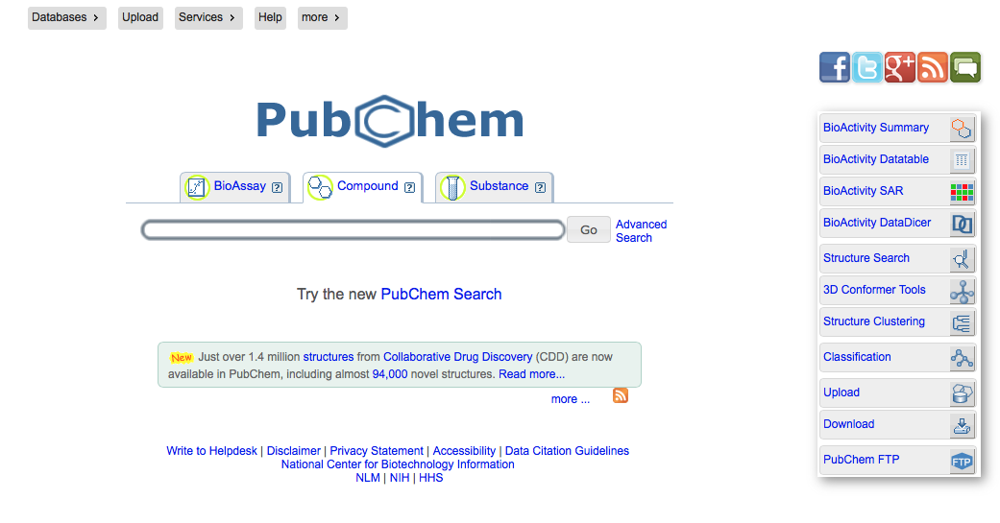 Databases > Upload Services > Help more >
PubChem
BioAssay ? Compound ? Substance ?
Go
Advanced
Search
Try the new PubChem Search
New Just over 1.4 million structures from Collaborative Drug Discovery (CDD) are now
available in PubChem, including almost 94,000 novel structures. Read more...
more ...
Write to Helpdesk | Disclaimer | Privacy Statement | Accessibility | Data Citation Guidelines
National Center for Biotechnology Information
NLM | NIH | HHS
f t g+
BioActivity Summary
BioActivity Datatable
BioActivity SAR
BioActivity DataDicer
Structure Search
3D Conformer Tools
Structure Clustering
Classification
Upload
Download
PubChem FTP
FTP